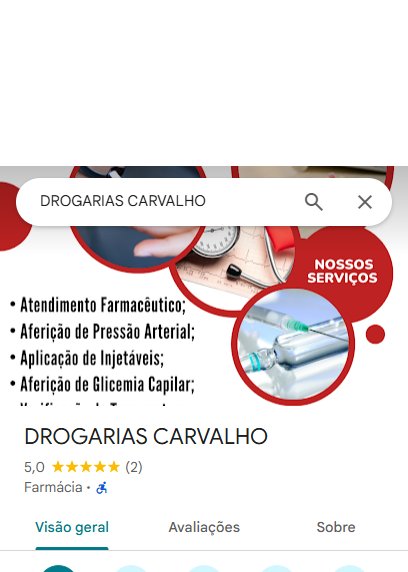 DROGARIAS CARVALHO
NOSSOS
SERVIÇOS
• Atendimento Farmacêutico;
• Aferição de Pressão Arterial;
• Aplicação de Injetáveis;
• Aferição de Glicemia Capilar;
DROGARIAS CARVALHO
5,0 ★★★★★ (2)
Farmácia ·
Visão geral Avaliações Sobre